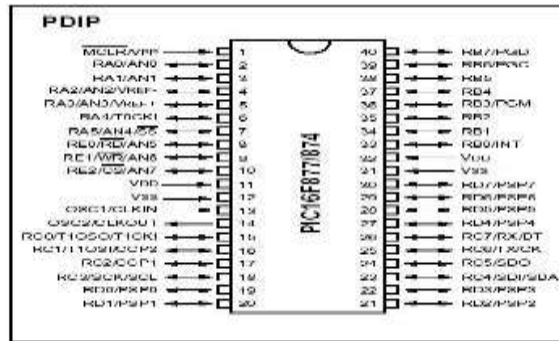 PDIP
MCLR/VPP 1 40 RB7/PGD
RA0/AN0 2 39 RB6/PGC
RA1/AN1 3 38 RB5
RA2/AN2/VREF- 4 37 RB4
RA3/AN3/VREF+ 5 36 RB3/PGM
RA4/T0CKI 6 35 RB2
RA5/AN4/SS 7 34 RB1
RE0/RD/AN5 8 33 RB0/INT
RE1/WR/AN6 9 32 VDD
RE2/CS/AN7 10 31 VSS
VDD 11 30 RD7/PSP7
VSS 12 29 RD6/PSP6
OSC1/CLKIN 13 28 RD5/PSP5
OSC2/CLKOUT 14 27 RD4/PSP4
RC0/T1OSO/T1CKI 15 26 RC7/RX/DT
RC1/T1OSI/CCP2 16 25 RC6/TX/CK
RC2/CCP1 17 24 RC5/SDO
RC3/SCK/SCL 18 23 RC4/SDI/SDA
RD0/PSP0 19 22 RD3/PSP3
RD1/PSP1 20 21 RD2/PSP2
PIC16F877/874